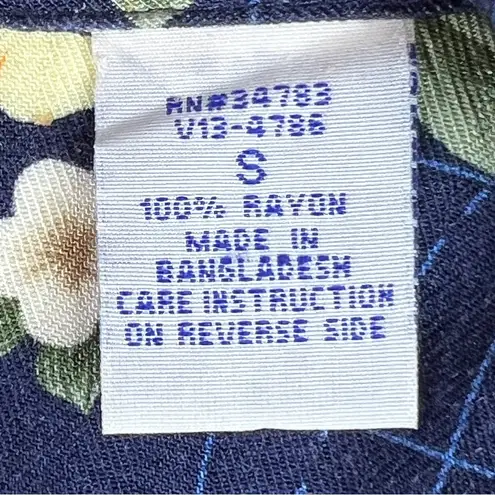 RN#34783
V13-4786
S
100% RAYON
MADE IN
BANGLADESH
CARE INSTRUCTION
ON REVERSE SIDE